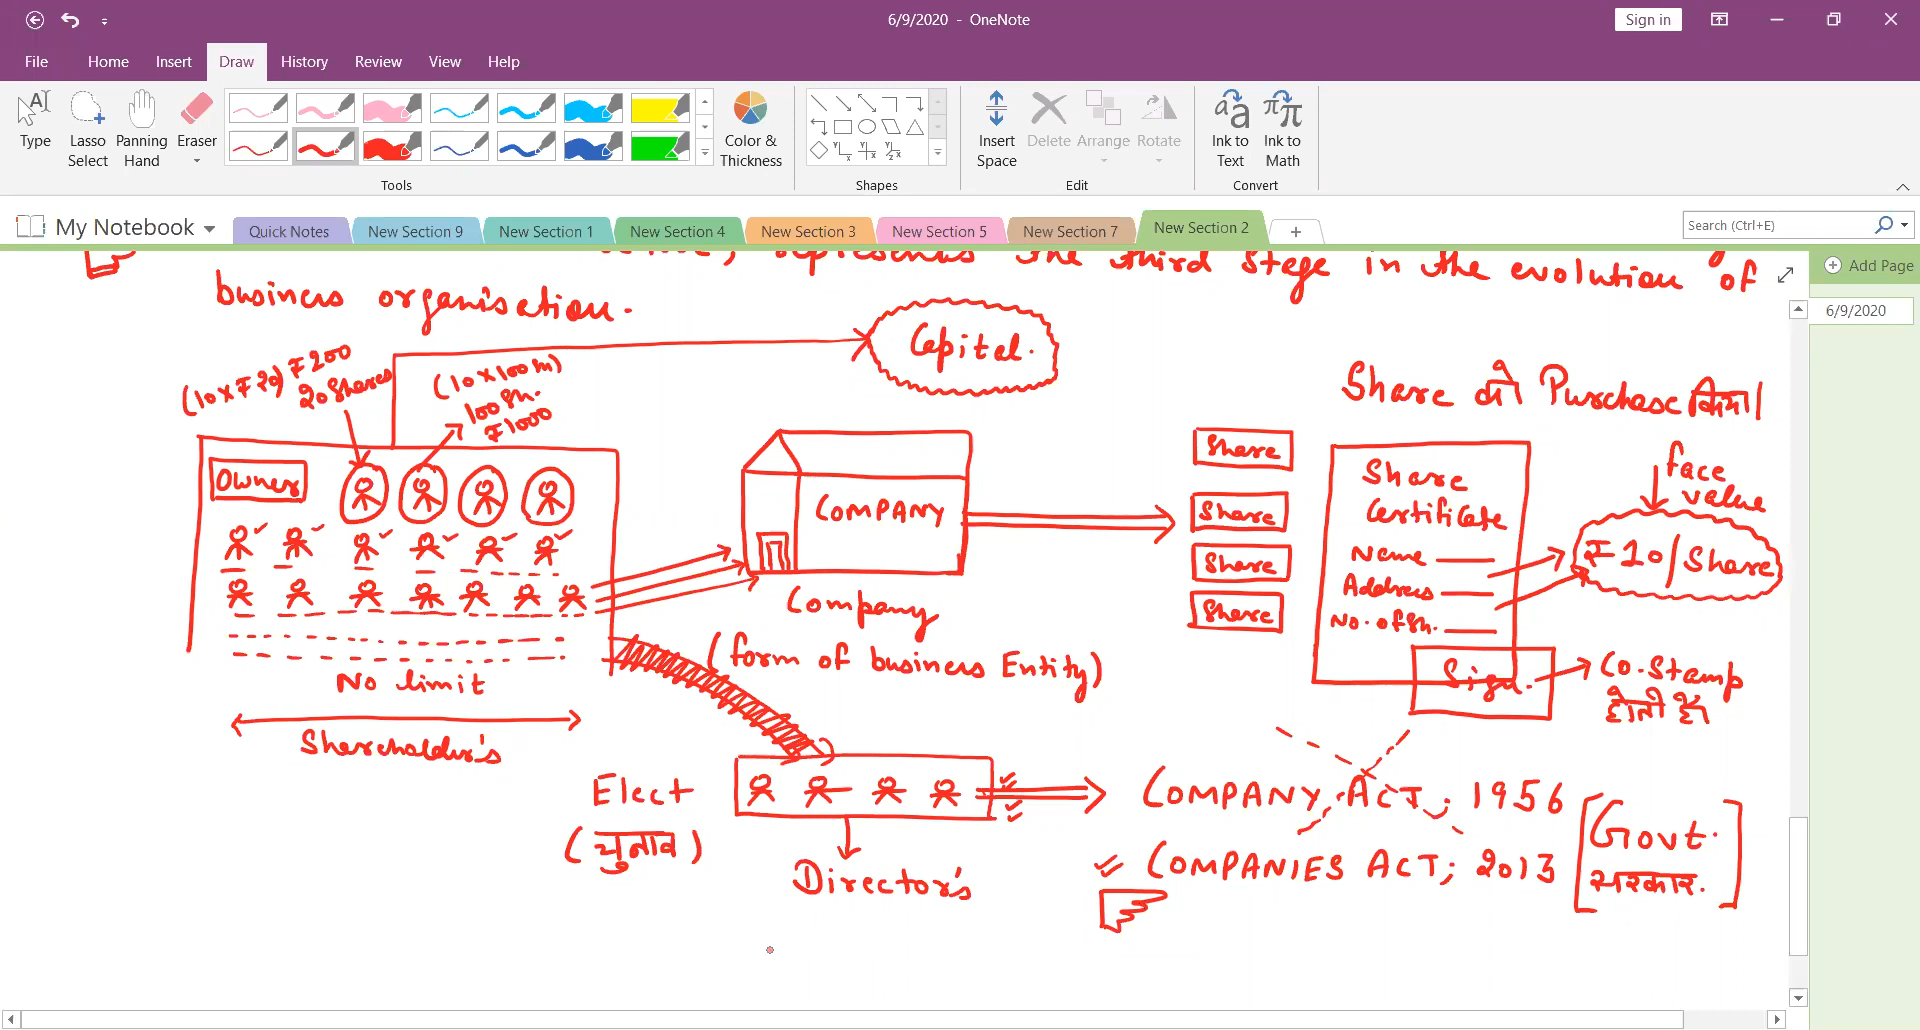 6/9/2020 - OneNote
Sign in
File Home Insert Draw History Review View Help
Type
Lasso Select
Panning Hand
Eraser
Color & Thickness
Insert Space
Delete
Arrange
Rotate
Ink to Text
Ink to Math
Tools
Shapes
Edit
Convert
My Notebook
Quick Notes
New Section 9
New Section 1
New Section 4
New Section 3
New Section 5
New Section 7
New Section 2
+
Search (Ctrl+E)
Add Page
6/9/2020
represents the third stage in the evolution of
business organisation.
Capital.
(10x₹20) ₹200
20 Shares
(10x100m)
100 Sh.
₹1000
Share को Purchase किया।
Owner
COMPANY
Share
Share
Share
Share
Share
Certificate
Name
Address
No. of Sh.
Sign.
face
value
₹10/Share
Co. Stamp
होती है।
Company
(form of business Entity)
No limit
Shareholder's
Elect
(चुनाव)
Director's
COMPANY ACT, 1956
COMPANIES ACT; 2013
[Govt.
सरकार.]